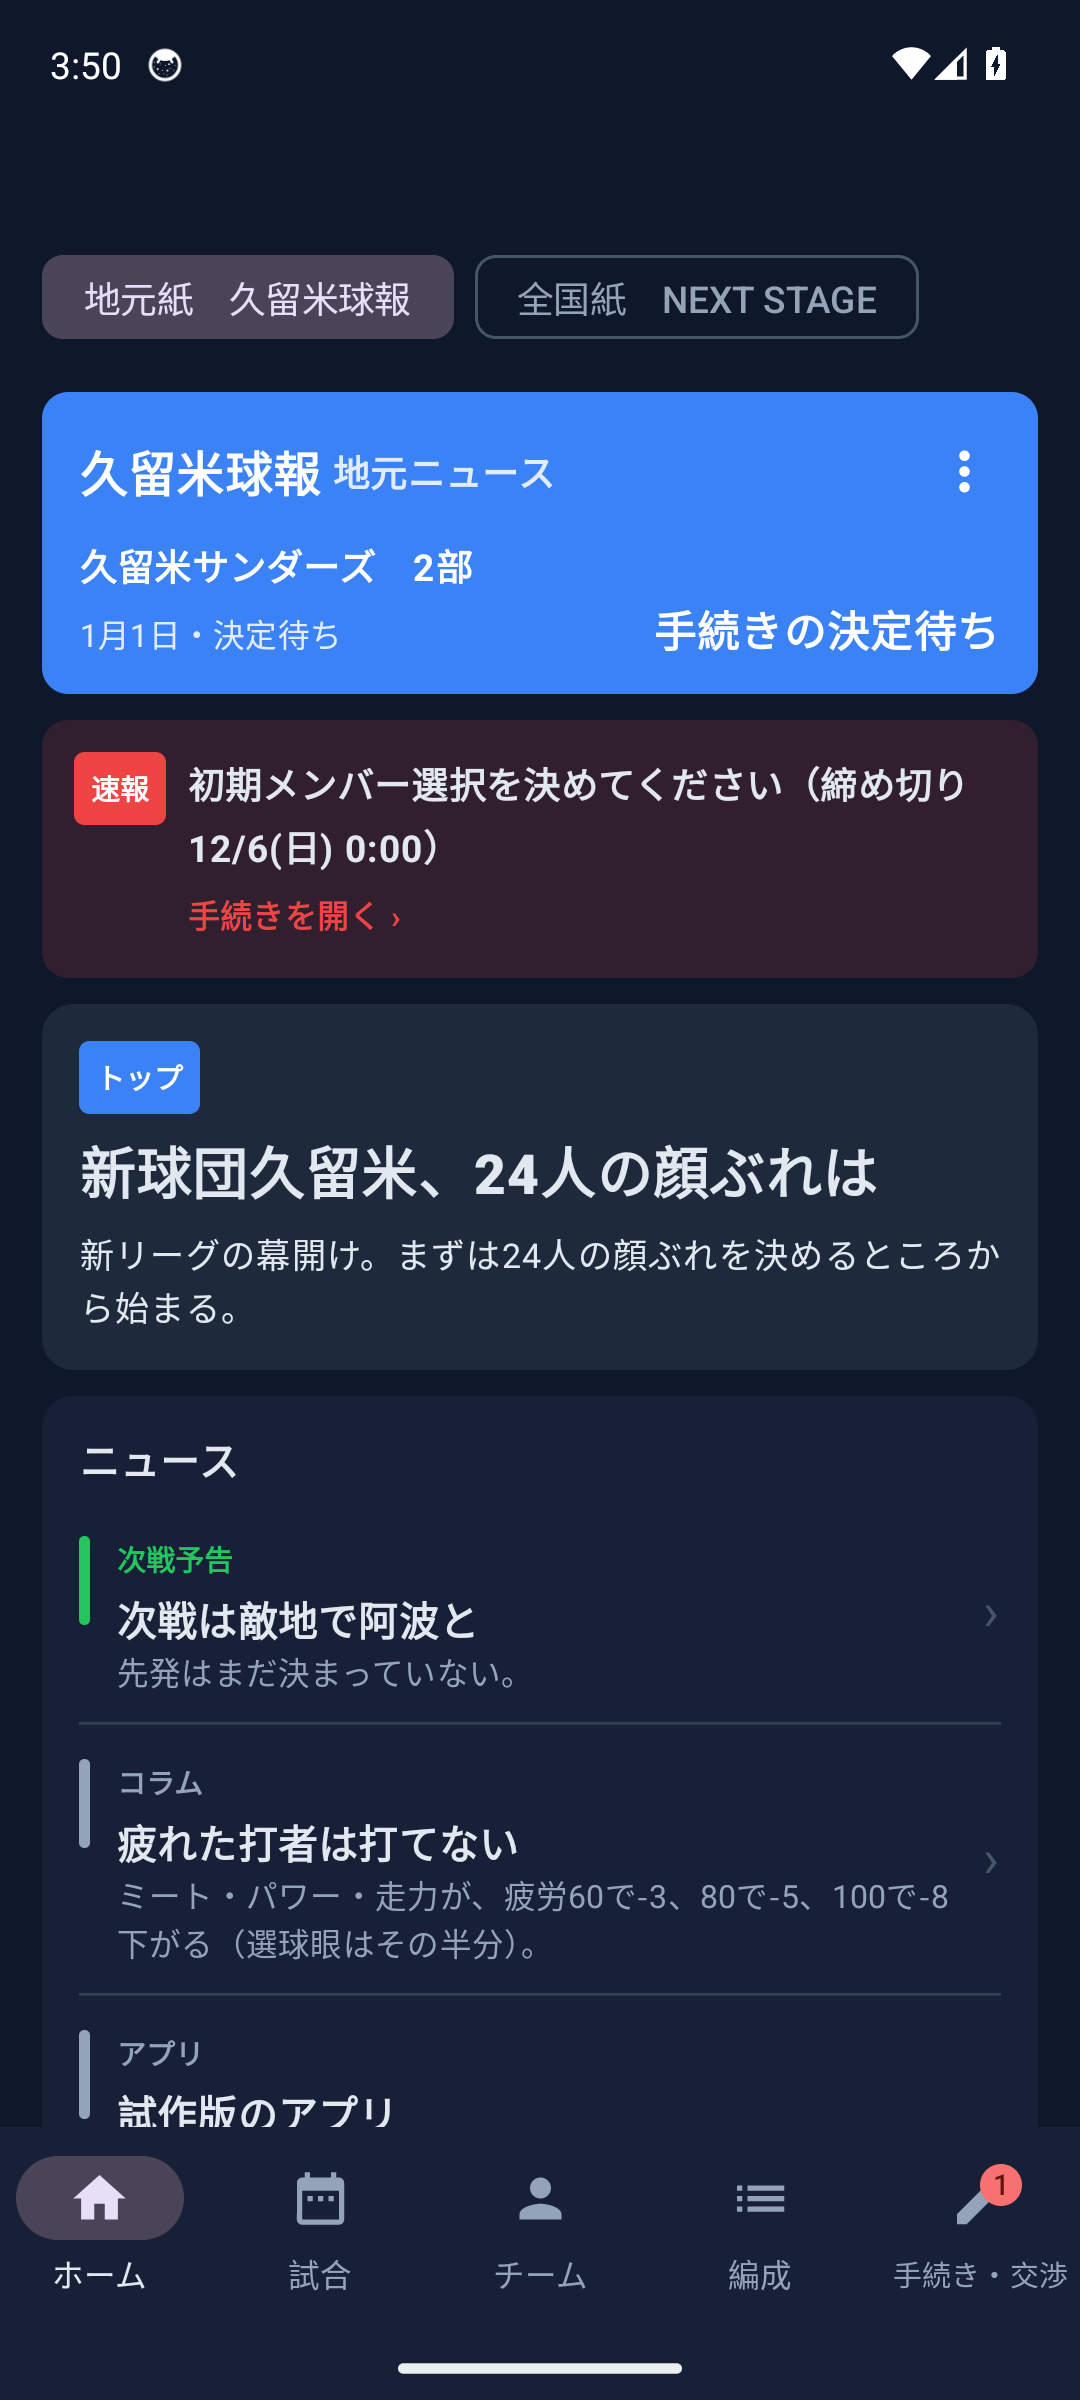 3:50
地元紙　久留米球報
全国紙　NEXT STAGE
久留米球報 地元ニュース
久留米サンダーズ　2部
1月1日・決定待ち
手続きの決定待ち
速報
初期メンバー選択を決めてください（締め切り
12/6(日) 0:00）
手続きを開く ›
トップ
新球団久留米、24人の顔ぶれは
新リーグの幕開け。まずは24人の顔ぶれを決めるところか
ら始まる。
ニュース
次戦予告
次戦は敵地で阿波と
先発はまだ決まっていない。
コラム
疲れた打者は打てない
ミート・パワー・走力が、疲労60で-3、80で-5、100で-8
下がる（選球眼はその半分）。
アプリ
試作版のアプリ
1
ホーム
試合
チーム
編成
手続き・交渉